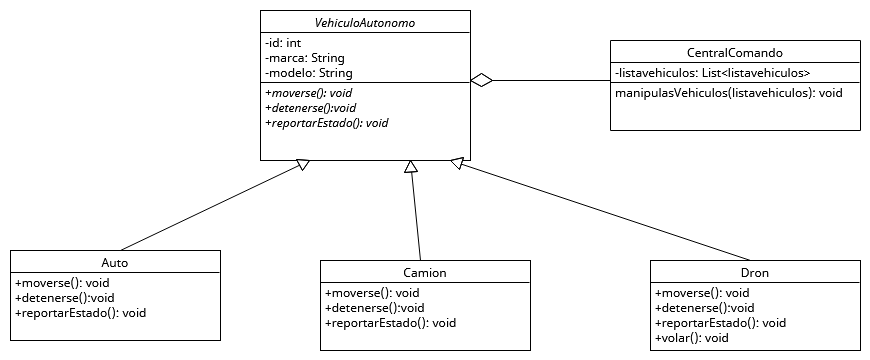 VehiculoAutonomo
-id: int
-marca: String
-modelo: String
+moverse(): void
+detenerse():void
+reportarEstado(): void
CentralComando
-listavehiculos: List<listavehiculos>
manipulasVehiculos(listavehiculos): void
Auto
+moverse(): void
+detenerse():void
+reportarEstado(): void
Camion
+moverse(): void
+detenerse():void
+reportarEstado(): void
Dron
+moverse(): void
+detenerse():void
+reportarEstado(): void
+volar(): void